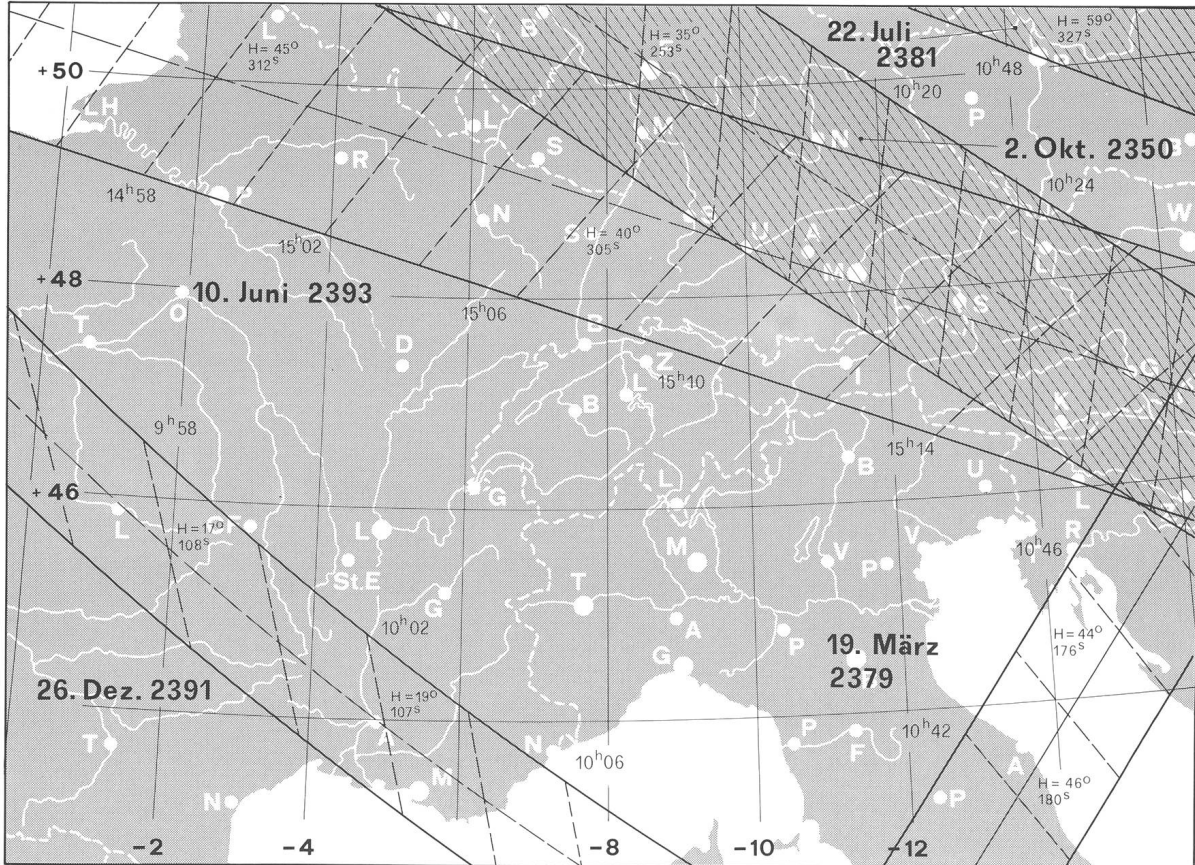 L
N
B
H = 45°
312s
H = 35°
253s
22. Juli
2381
H = 59°
327s
+50
10h48
P
10h20
P
LH
L
M
N
B
R
S
2. Okt. 2350
P
10h24
14h58
N
S
W
S
H = 40°
305s
U
A
L
15h02
M
+48
10. Juni 2393
O
15h06
S
T
B
D
Z
15h10
I
L
G
B
K
9h58
15h14
B
+46
G
U
L
L
L
H = 17°
108s
F
L
10h46
R
V
V
St.E
M
P
T
G
10h02
A
P
19. März
2379
H = 44°
176s
G
B
26. Dez. 2391
H = 19°
107s
A
10h42
T
N
10h06
P
F
A
M
H = 46°
180s
N
P
-2
-4
-8
-10
-12